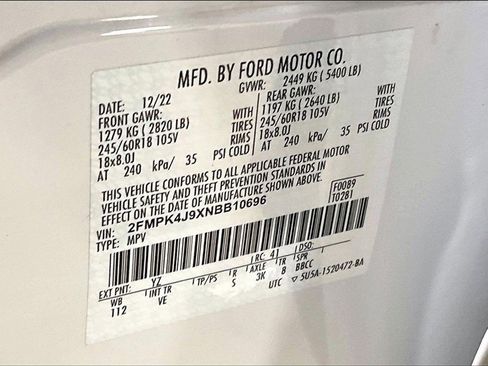 MFD. BY FORD MOTOR CO.
DATE: 12/22 GVWR: 2449 KG ( 5400 LB)
FRONT GAWR: REAR GAWR:
1279 KG ( 2820 LB) WITH 1197 KG ( 2640 LB) WITH
245/60R18 105V TIRES 245/60R18 105V TIRES
18x8.0J RIMS 18x8.0J RIMS
AT 240 kPa/ 35 PSI COLD AT 240 kPa/ 35 PSI COLD
THIS VEHICLE CONFORMS TO ALL APPLICABLE FEDERAL MOTOR
VEHICLE SAFETY AND THEFT PREVENTION STANDARDS IN
EFFECT ON THE DATE OF MANUFACTURE SHOWN ABOVE.
VIN: 2FMPK4J9XNBB10696 F0089
TYPE: MPV T0281
EXT PNT: YZ RC: 41 DSO:
WB INT TR TP/PS R AXLE TR SPR
112 VE S 3K 8 BBCC
UTC ▽ 5U5A-1520472-BA